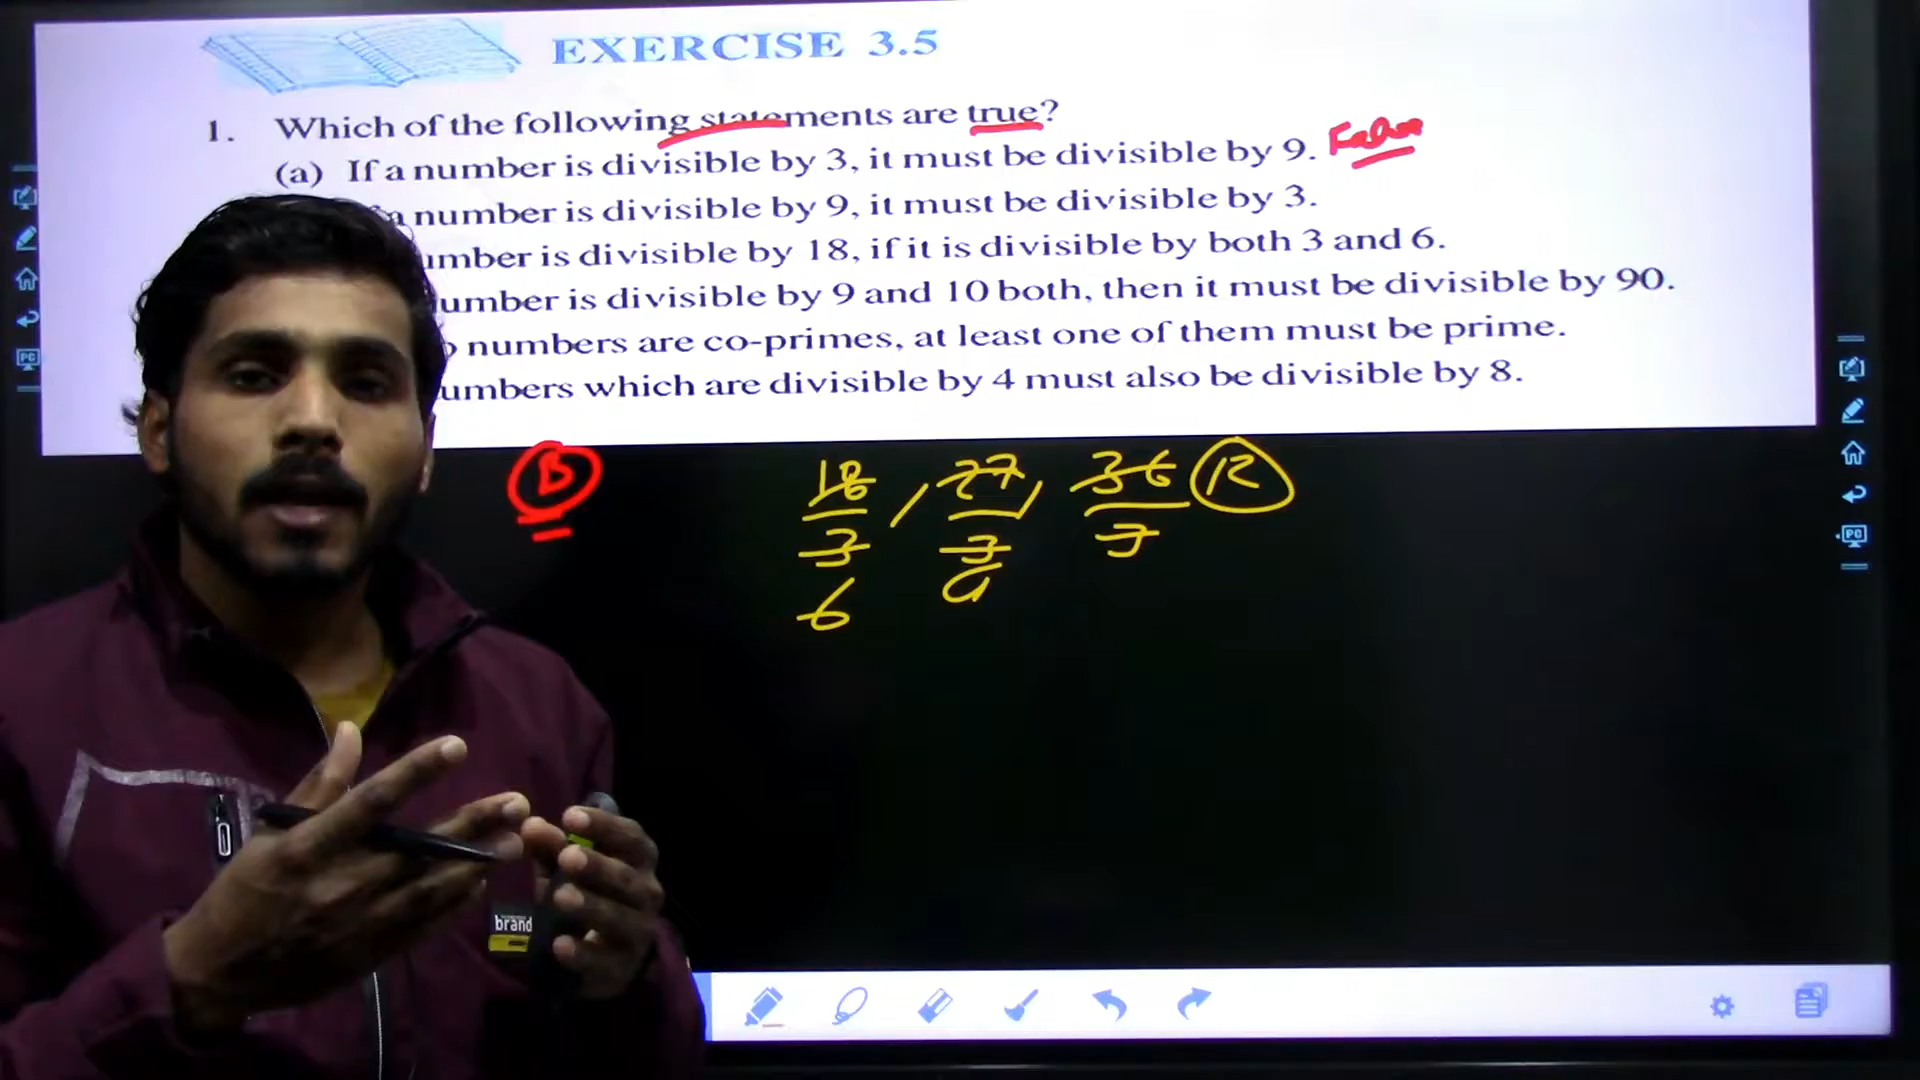 EXERCISE 3.5
1. Which of the following statements are true?
(a) If a number is divisible by 3, it must be divisible by 9. False
a number is divisible by 9, it must be divisible by 3.
number is divisible by 18, if it is divisible by both 3 and 6.
number is divisible by 9 and 10 both, then it must be divisible by 90.
numbers are co-primes, at least one of them must be prime.
numbers which are divisible by 4 must also be divisible by 8.
B
18 , 27 , 36 12
3 3 3
6 9
brand
PC
PC